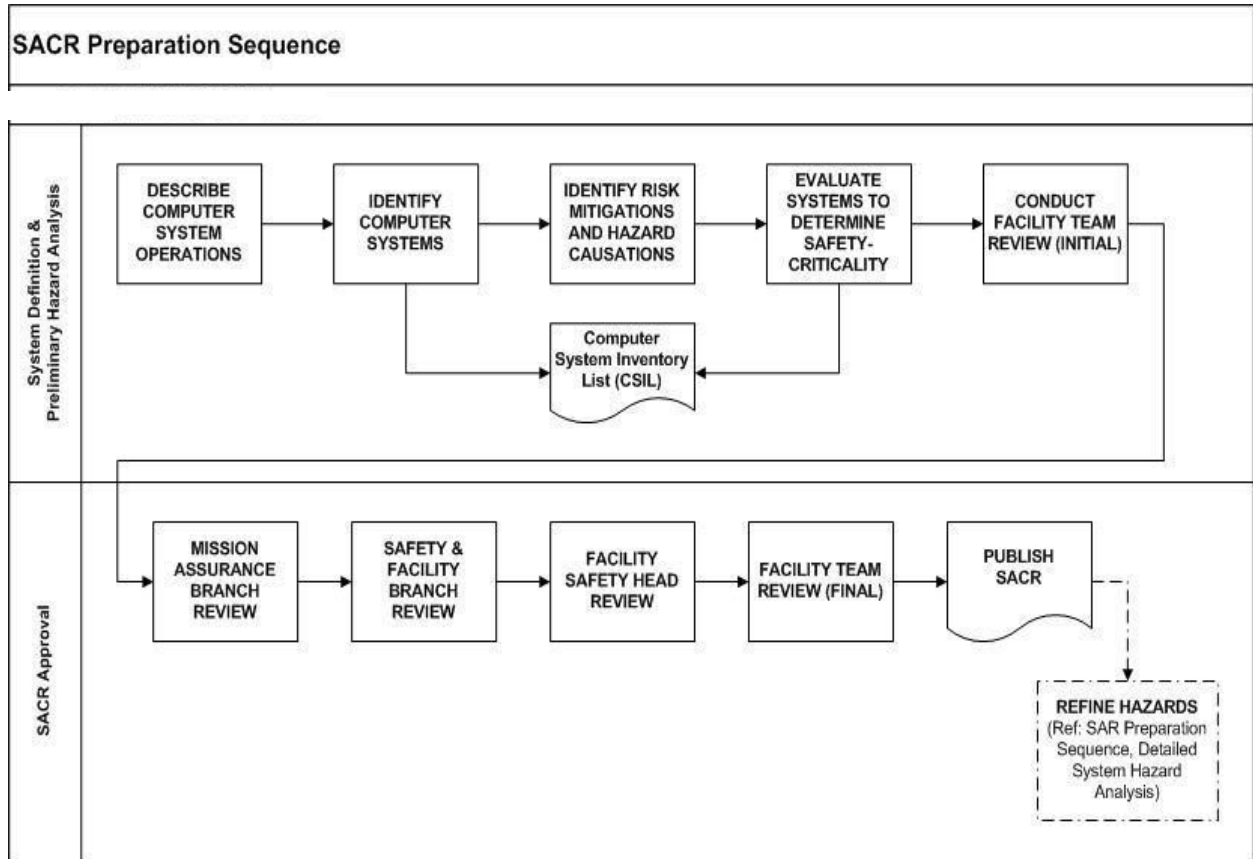 SACR Preparation Sequence
System Definition &
Preliminary Hazard Analysis
DESCRIBE
COMPUTER
SYSTEM
OPERATIONS
IDENTIFY
COMPUTER
SYSTEMS
IDENTIFY RISK
MITIGATIONS
AND HAZARD
CAUSATIONS
EVALUATE
SYSTEMS TO
DETERMINE
SAFETY-
CRITICALITY
CONDUCT
FACILITY TEAM
REVIEW (INITIAL)
Computer
System Inventory
List (CSIL)
SACR Approval
MISSION
ASSURANCE
BRANCH
REVIEW
SAFETY &
FACILITY
BRANCH
REVIEW
FACILITY
SAFETY HEAD
REVIEW
FACILITY TEAM
REVIEW (FINAL)
PUBLISH
SACR
REFINE HAZARDS
(Ref: SAR Preparation
Sequence, Detailed
System Hazard
Analysis)